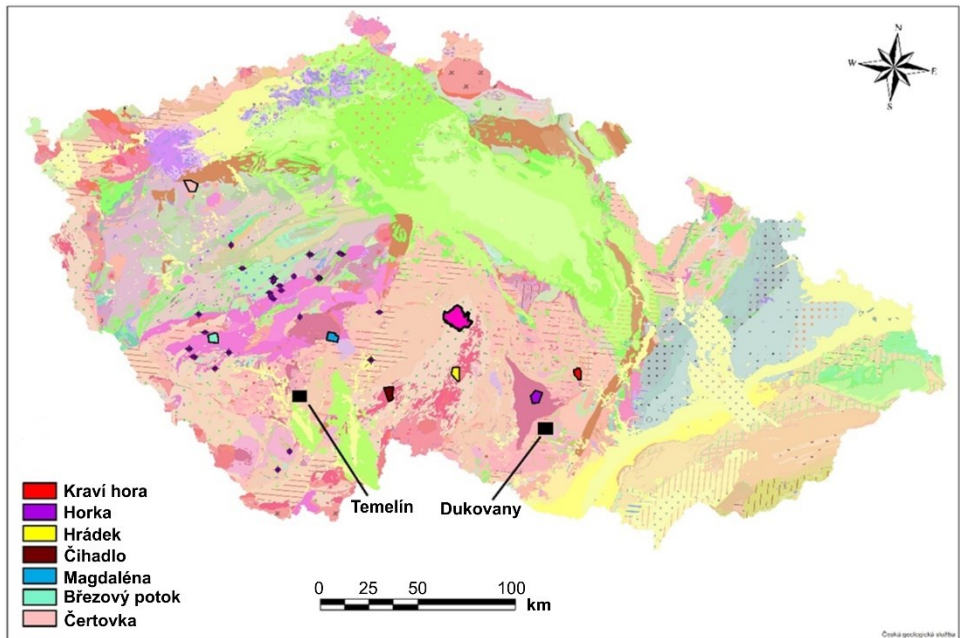 N
W E
S
Temelín
Dukovany
Kraví hora
Horka
Hrádek
Čihadlo
Magdaléna
Březový potok
Čertovka
0 25 50 100
km
Česká geologická služba